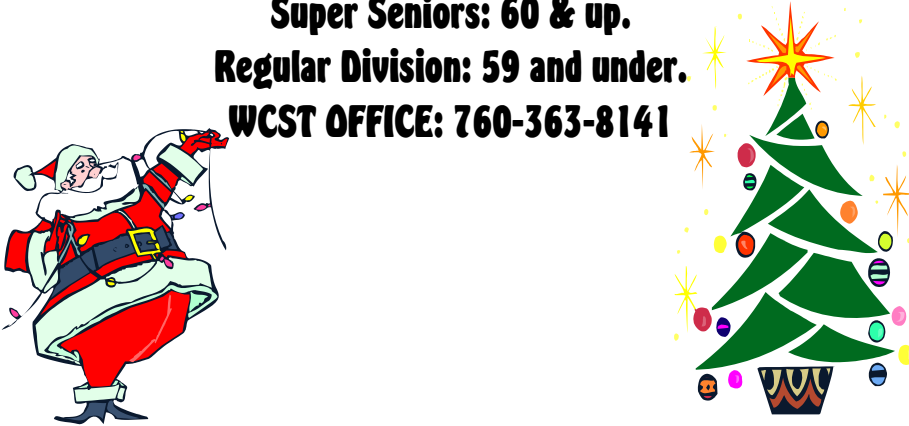 Super Seniors: 60 & up.
Regular Division: 59 and under.
WCST OFFICE: 760-363-8141